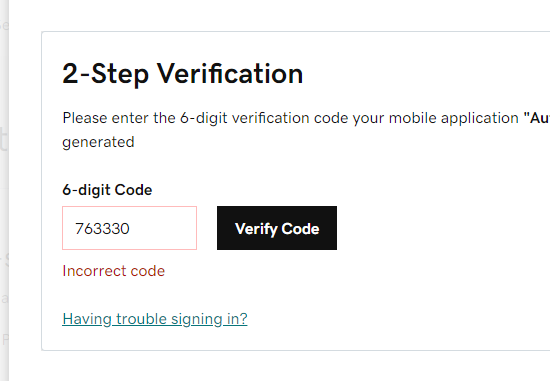 2-Step Verification
Please enter the 6-digit verification code your mobile application "Au
generated
6-digit Code
763330
Verify Code
Incorrect code
Having trouble signing in?